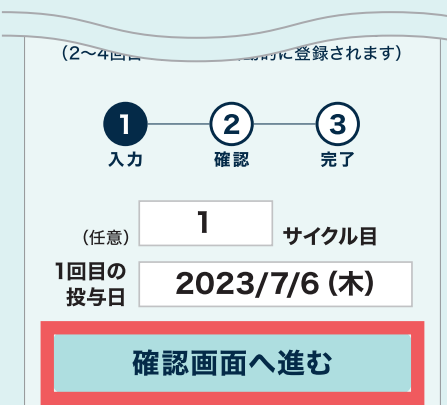 （2〜4回目 に登録されます）
1 2 3
入力 確認 完了
（任意） 1 サイクル目
1回目の
投与日 2023/7/6（木）
確認画面へ進む